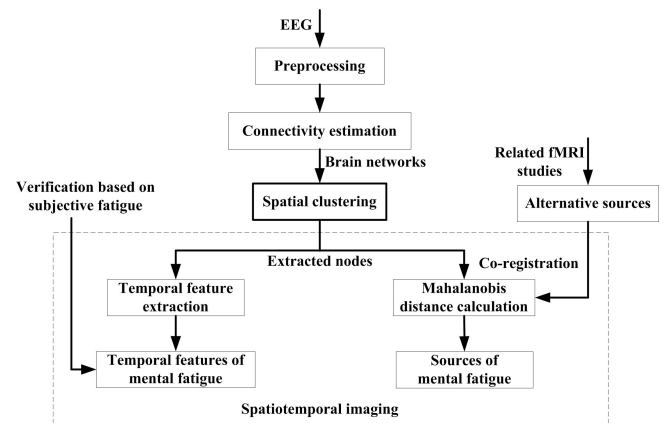 EEG
Preprocessing
Connectivity estimation
Brain networks
Related fMRI
studies
Verification based on
subjective fatigue
Spatial clustering
Alternative sources
Extracted nodes
Co-registration
Temporal feature
extraction
Mahalanobis
distance calculation
Temporal features of
mental fatigue
Sources of
mental fatigue
Spatiotemporal imaging